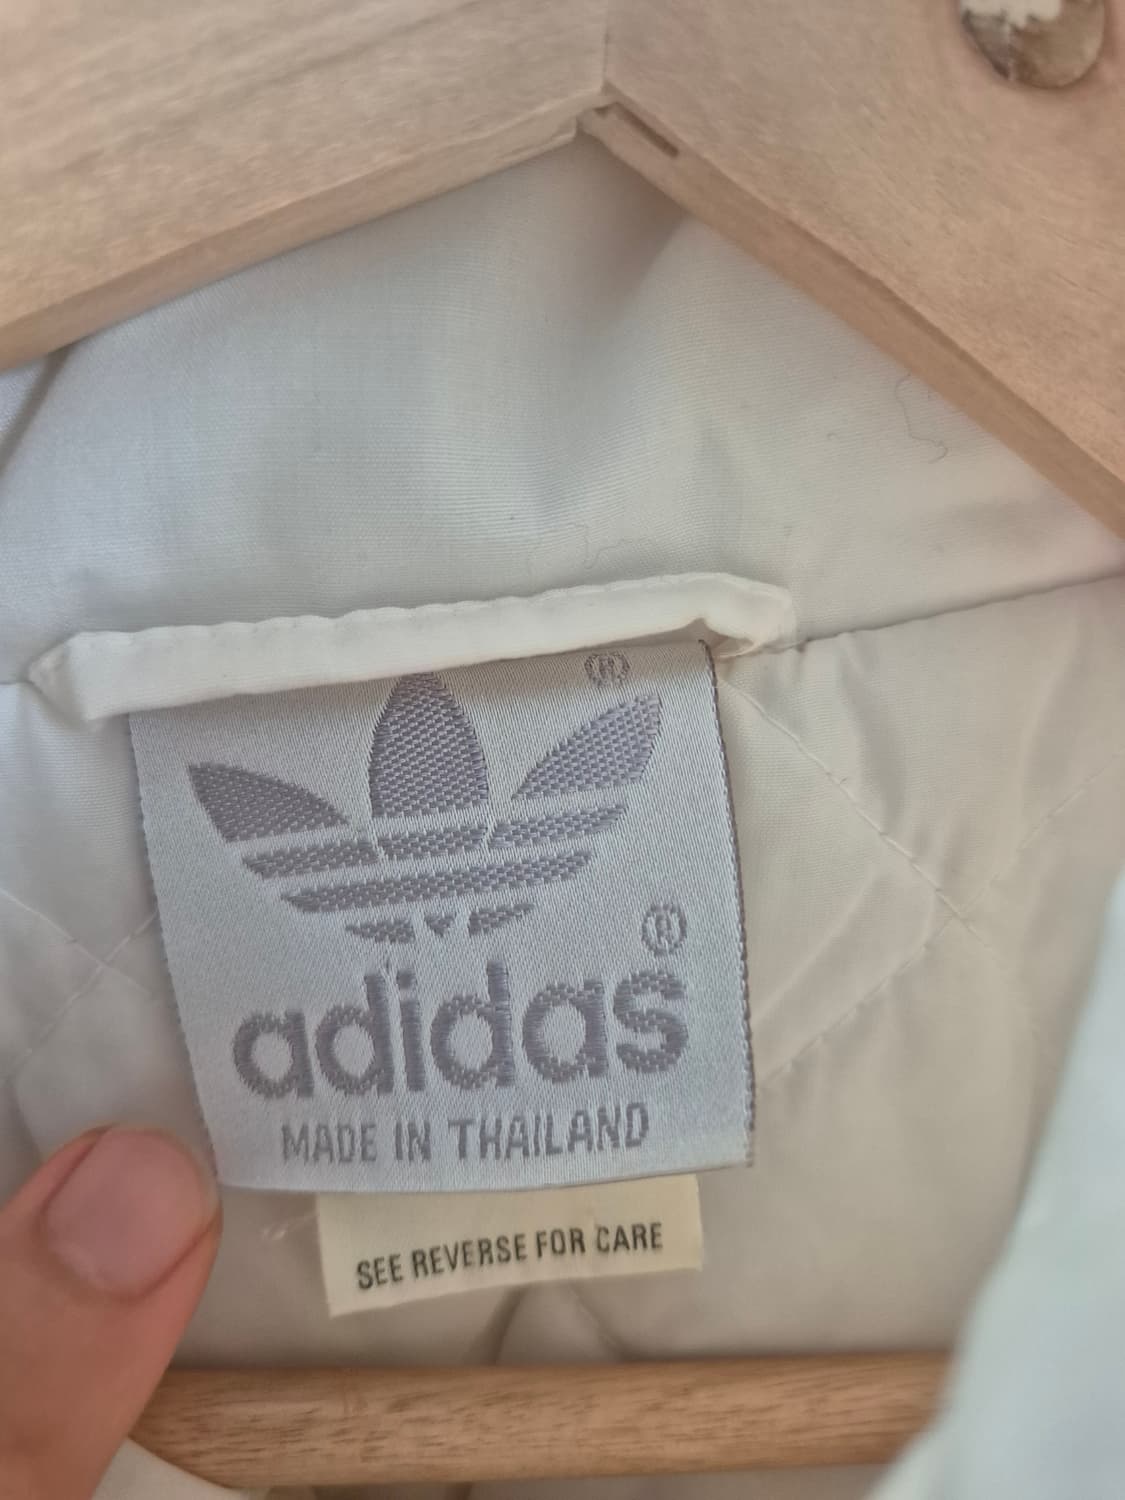 ®
®
adidas
MADE IN THAILAND
SEE REVERSE FOR CARE